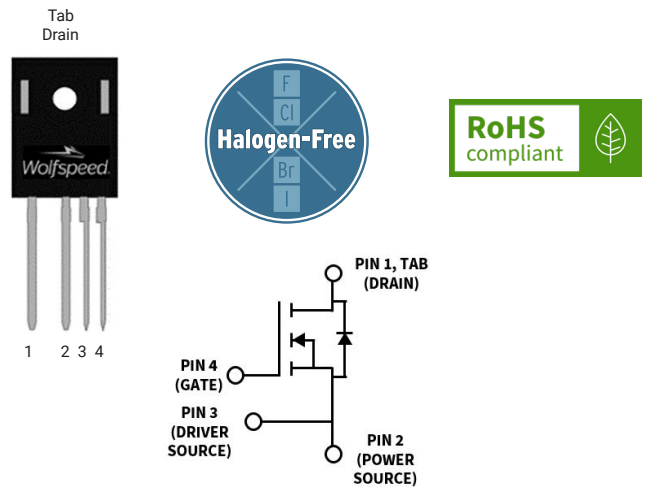 Tab
Drain
Wolfspeed.
1
2
3
4
F
Cl
Halogen-Free
Br
I
RoHS
compliant
PIN 1, TAB
(DRAIN)
PIN 4
(GATE)
PIN 3
(DRIVER
SOURCE)
PIN 2
(POWER
SOURCE)